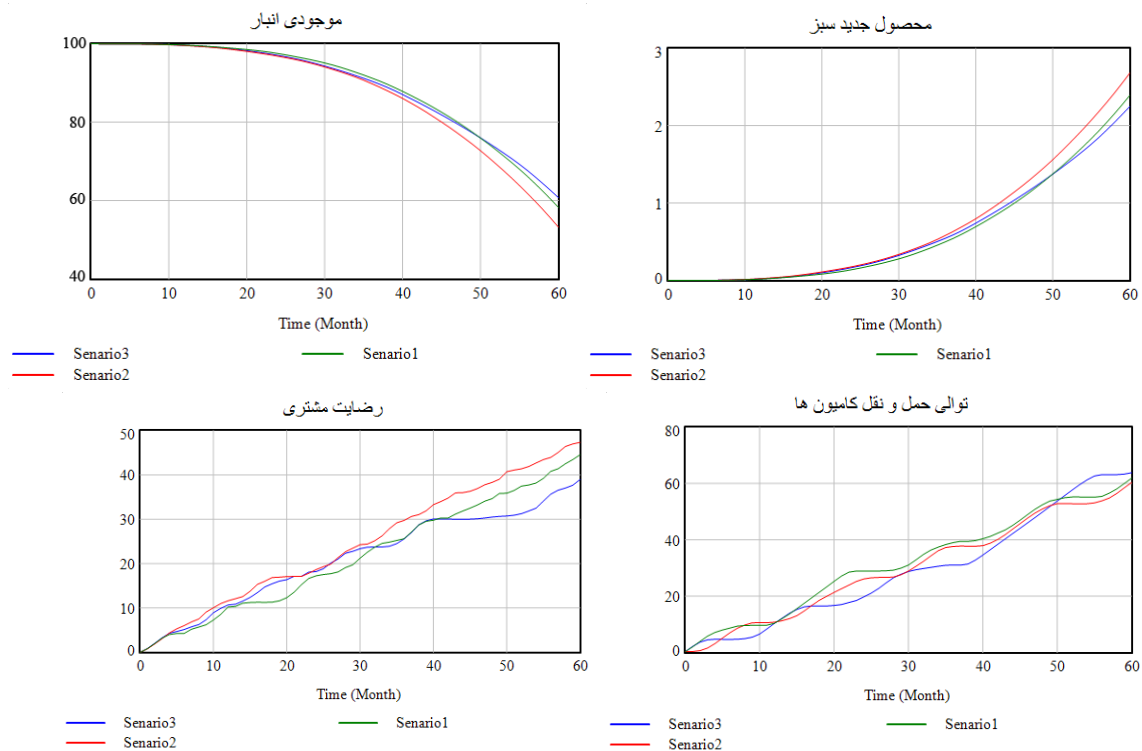 موجودی انبار
100
80
60
40
0 10 20 30 40 50 60
Time (Month)
Senario3 Senario1
Senario2
محصول جدید سبز
3
2
1
0
0 10 20 30 40 50 60
Time (Month)
Senario3 Senario1
Senario2
رضایت مشتری
50
40
30
20
10
0
0 10 20 30 40 50 60
Time (Month)
Senario3 Senario1
Senario2
توالی حمل و نقل کامیون ها
80
60
40
20
0
0 10 20 30 40 50 60
Time (Month)
Senario3 Senario1
Senario2